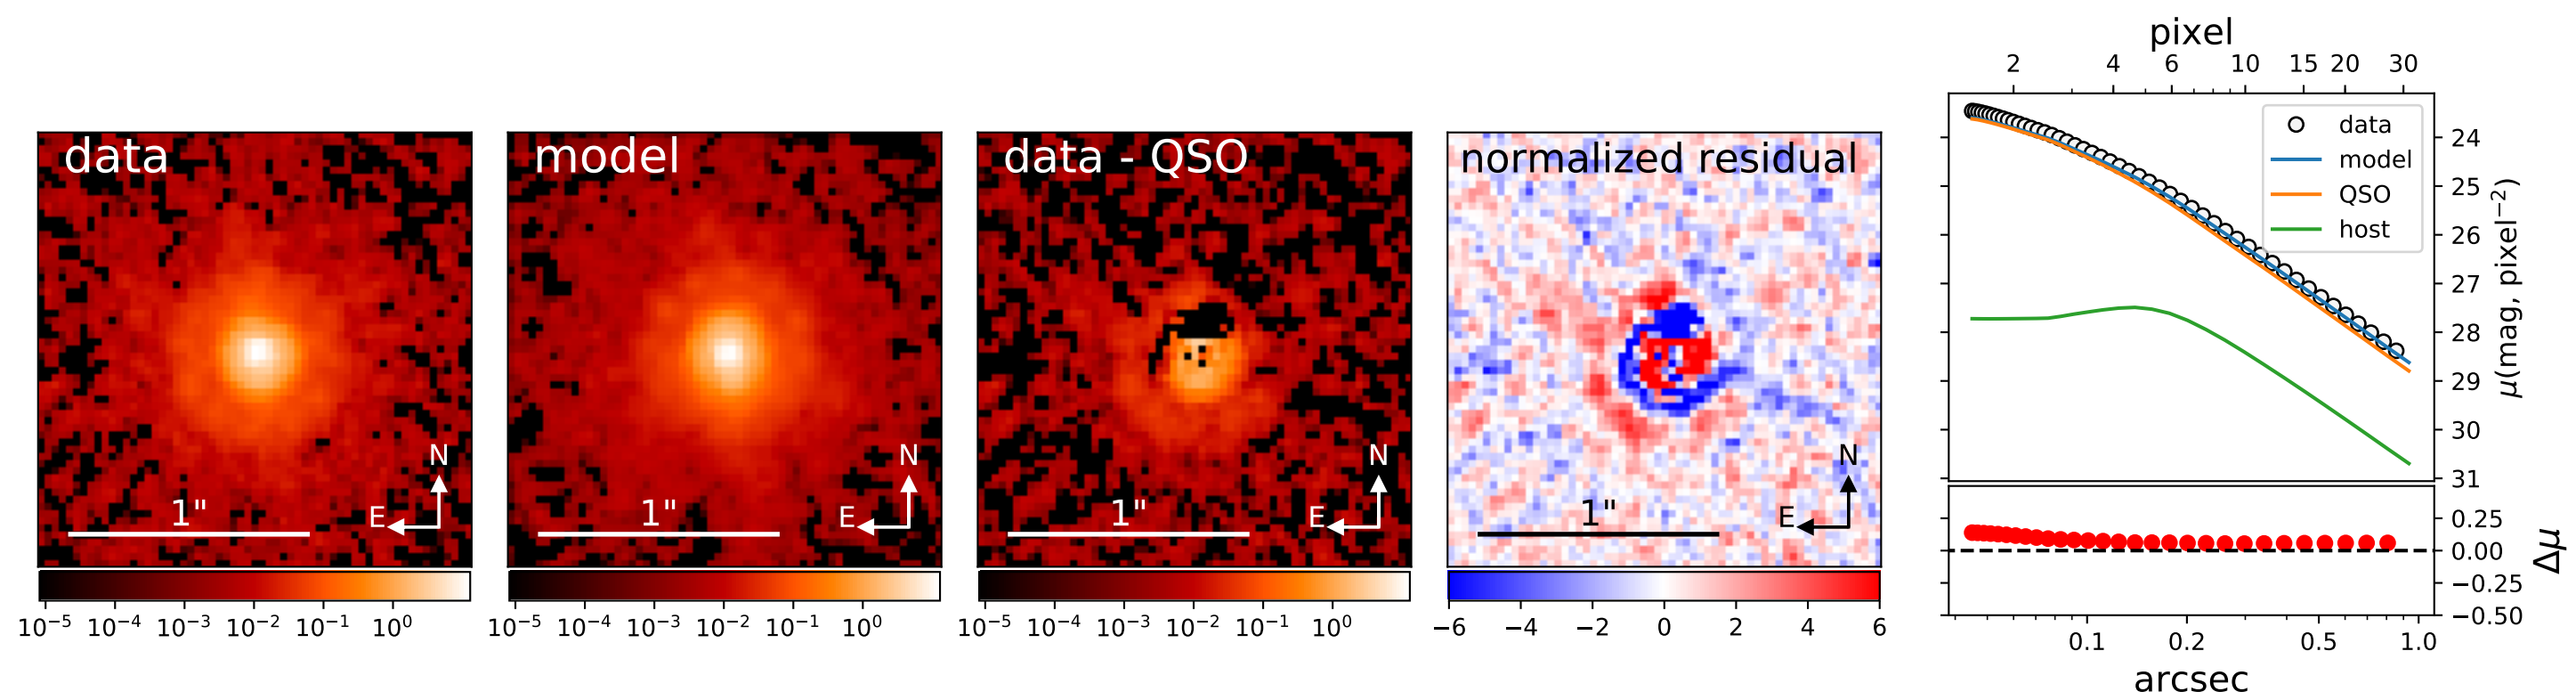 data
1"
N
E
10⁻⁵ 10⁻⁴ 10⁻³ 10⁻² 10⁻¹ 10⁰
model
1"
N
E
10⁻⁵ 10⁻⁴ 10⁻³ 10⁻² 10⁻¹ 10⁰
data - QSO
1"
N
E
10⁻⁵ 10⁻⁴ 10⁻³ 10⁻² 10⁻¹ 10⁰
normalized residual
1"
N
E
−6 −4 −2 0 2 4 6
pixel
2 4 6 10 15 20 30
data
model
QSO
host
24
25
26
27
28
29
30
31
μ(mag, pixel⁻²)
0.25
0.00
−0.25
−0.50
Δμ
0.1 0.2 0.5 1.0
arcsec